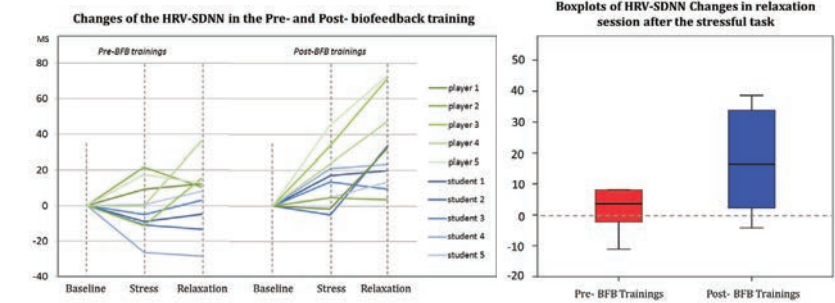 Changes of the HRV-SDNN in the Pre- and Post- biofeedback training
MS
Pre-BFB trainings
Post-BFB trainings
80
60
40
20
0
-20
-40
Baseline
Stress
Relaxation
Baseline
Stress
Relaxation
player 1
player 2
player 3
player 4
player 5
student 1
student 2
student 3
student 4
student 5
Boxplots of HRV-SDNN Changes in relaxation
session after the stressful task
50
40
30
20
10
0
-10
-20
Pre- BFB Trainings
Post- BFB Trainings